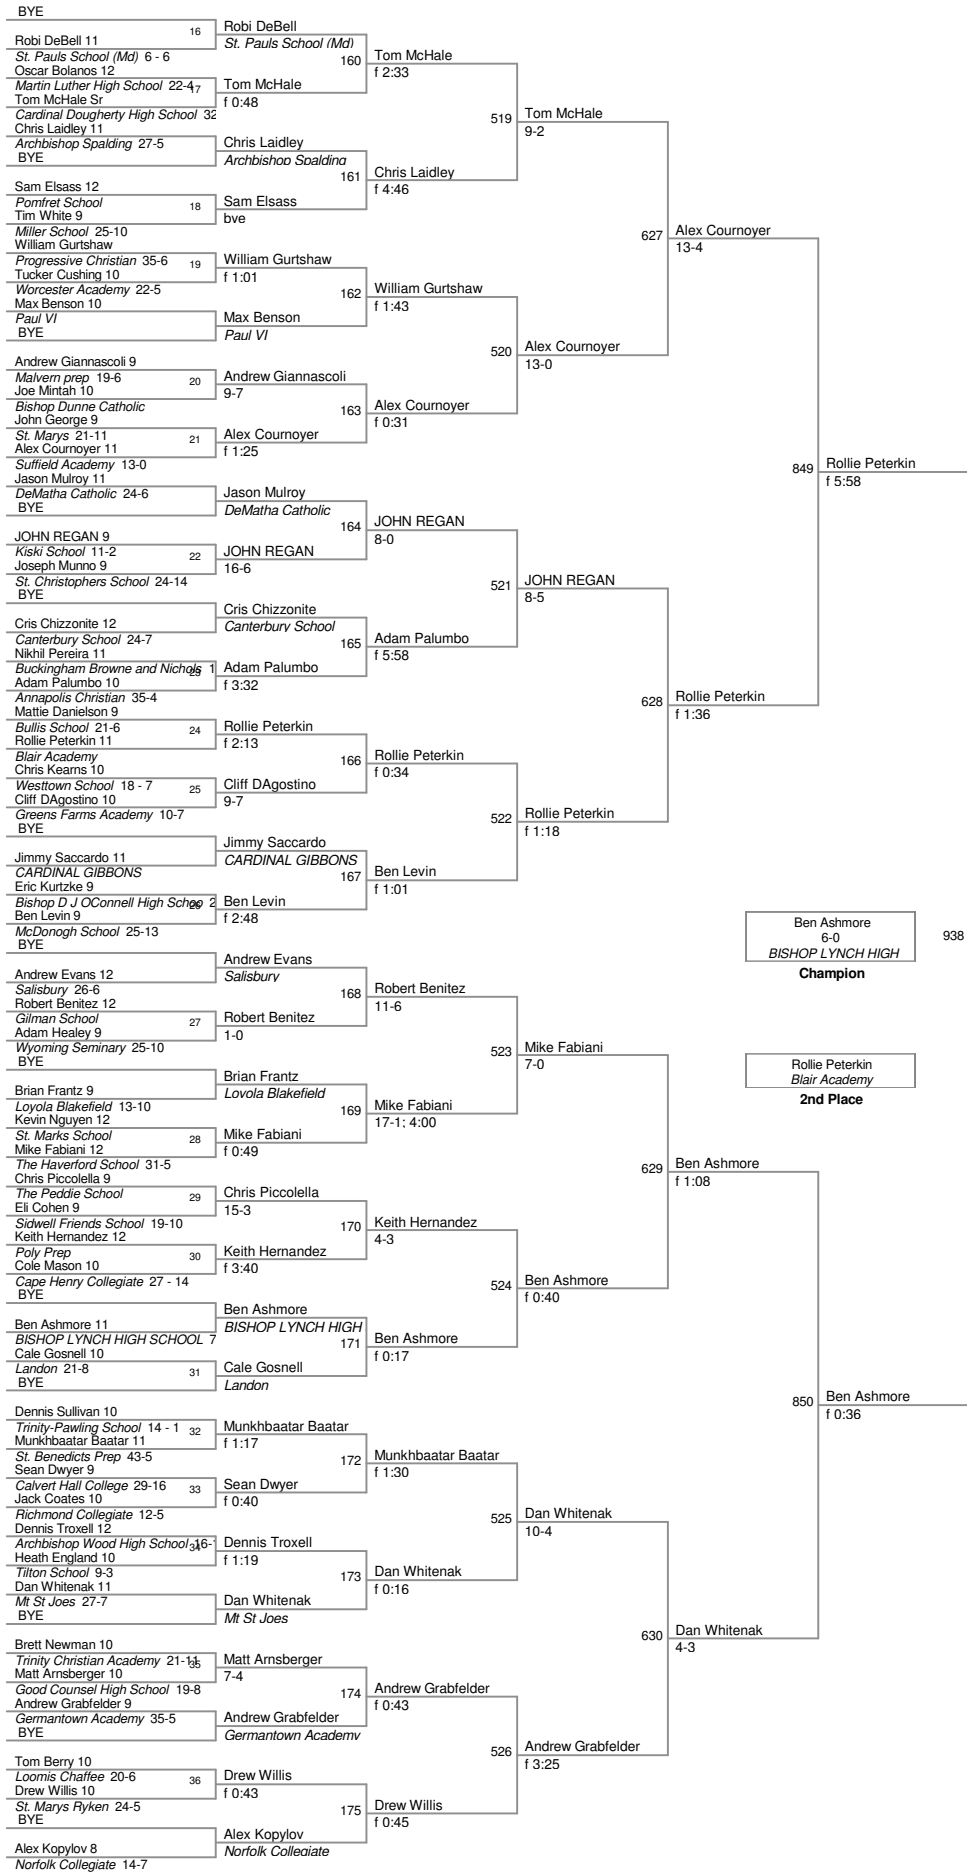 BYE
16
Robi DeBell
Robi DeBell 11
St. Pauls School (Md)
St. Pauls School (Md) 6 - 6
160
Tom McHale
Oscar Bolanos 12
f 2:33
Martin Luther High School 22-4
17
Tom McHale
Tom McHale Sr
f 0:48
Cardinal Dougherty High School 32
519
Tom McHale
Chris Laidley 11
9-2
Archbishop Spalding 27-5
Chris Laidley
BYE
Archbishop Spalding
161
Chris Laidley
Sam Elsass 12
f 4:46
Pomfret School
18
Sam Elsass
Tim White 9
bye
Miller School 25-10
627
Alex Cournoyer
William Gurtshaw
13-4
Progressive Christian 35-6
19
William Gurtshaw
Tucker Cushing 10
f 1:01
Worcester Academy 22-5
162
William Gurtshaw
Max Benson 10
f 1:43
Paul VI
Max Benson
BYE
Paul VI
520
Alex Cournoyer
Andrew Giannascoli 9
13-0
Malvern prep 19-6
20
Andrew Giannascoli
Joe Mintah 10
9-7
Bishop Dunne Catholic
163
Alex Cournoyer
John George 9
f 0:31
St. Marys 21-11
21
Alex Cournoyer
Alex Cournoyer 11
f 1:25
Suffield Academy 13-0
849
Rollie Peterkin
Jason Mulroy 11
f 5:58
DeMatha Catholic 24-6
Jason Mulroy
BYE
DeMatha Catholic
164
JOHN REGAN
JOHN REGAN 9
8-0
Kiski School 11-2
22
JOHN REGAN
Joseph Munno 9
16-6
St. Christophers School 24-14
521
JOHN REGAN
BYE
8-5
Cris Chizzonite
Cris Chizzonite 12
Canterbury School
Canterbury School 24-7
165
Adam Palumbo
Nikhil Pereira 11
f 5:58
Buckingham Browne and Nichols 1
23
Adam Palumbo
Adam Palumbo 10
f 3:32
Annapolis Christian 35-4
628
Rollie Peterkin
Mattie Danielson 9
f 1:36
Bullis School 21-6
24
Rollie Peterkin
Rollie Peterkin 11
f 2:13
Blair Academy
166
Rollie Peterkin
Chris Kearns 10
f 0:34
Westtown School 18 - 7
25
Cliff DAgostino
Cliff DAgostino 10
9-7
Greens Farms Academy 10-7
522
Rollie Peterkin
BYE
f 1:18
Jimmy Saccardo
Jimmy Saccardo 11
CARDINAL GIBBONS
CARDINAL GIBBONS
167
Ben Levin
Eric Kurtzke 9
f 1:01
Bishop D J OConnell High Schoo 2
26
Ben Levin
Ben Levin 9
f 2:48
McDonogh School 25-13
BYE
Ben Ashmore
6-0
BISHOP LYNCH HIGH
938
Champion
Andrew Evans
Andrew Evans 12
Salisbury
Salisbury 26-6
168
Robert Benitez
Robert Benitez 12
11-6
Gilman School
27
Robert Benitez
Adam Healey 9
1-0
Wyoming Seminary 25-10
523
Mike Fabiani
BYE
7-0
Rollie Peterkin
Blair Academy
2nd Place
Brian Frantz
Brian Frantz 9
Loyola Blakefield
Loyola Blakefield 13-10
169
Mike Fabiani
Kevin Nguyen 12
17-1; 4:00
St. Marks School
28
Mike Fabiani
Mike Fabiani 12
f 0:49
The Haverford School 31-5
629
Ben Ashmore
Chris Piccolella 9
f 1:08
The Peddie School
29
Chris Piccolella
Eli Cohen 9
15-3
Sidwell Friends School 19-10
170
Keith Hernandez
Keith Hernandez 12
4-3
Poly Prep
30
Keith Hernandez
Cole Mason 10
f 3:40
Cape Henry Collegiate 27 - 14
524
Ben Ashmore
BYE
f 0:40
Ben Ashmore
Ben Ashmore 11
BISHOP LYNCH HIGH
BISHOP LYNCH HIGH SCHOOL 7
171
Ben Ashmore
Cale Gosnell 10
f 0:17
Landon 21-8
31
Cale Gosnell
BYE
Landon
850
Ben Ashmore
Dennis Sullivan 10
f 0:36
Trinity-Pawling School 14 - 1
32
Munkhbaatar Baatar
Munkhbaatar Baatar 11
f 1:17
St. Benedicts Prep 43-5
172
Munkhbaatar Baatar
Sean Dwyer 9
f 1:30
Calvert Hall College 29-16
33
Sean Dwyer
Jack Coates 10
f 0:40
Richmond Collegiate 12-5
525
Dan Whitenak
Dennis Troxell 12
10-4
Archbishop Wood High School 16-1
34
Dennis Troxell
Heath England 10
f 1:19
Tilton School 9-3
173
Dan Whitenak
Dan Whitenak 11
f 0:16
Mt St Joes 27-7
Dan Whitenak
BYE
Mt St Joes
630
Dan Whitenak
Brett Newman 10
4-3
Trinity Christian Academy 21-11
35
Matt Arnsberger
Matt Arnsberger 10
7-4
Good Counsel High School 19-8
174
Andrew Grabfelder
Andrew Grabfelder 9
f 0:43
Germantown Academy 35-5
Andrew Grabfelder
BYE
Germantown Academy
526
Andrew Grabfelder
Tom Berry 10
f 3:25
Loomis Chaffee 20-6
36
Drew Willis
Drew Willis 10
f 0:43
St. Marys Ryken 24-5
175
Drew Willis
BYE
f 0:45
Alex Kopylov
Alex Kopylov 8
Norfolk Collegiate
Norfolk Collegiate 14-7